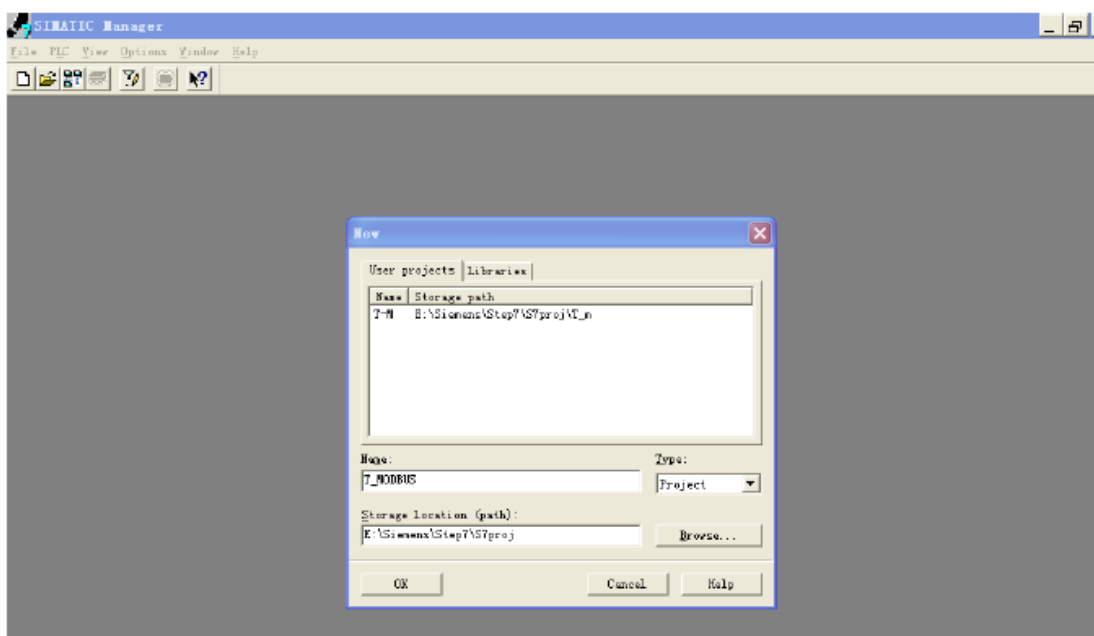 SIMATIC Manager
File PLC View Options Window Help
New
User projects Libraries
Name Storage path
T-M E:\Siemens\Step7\S7proj\T_m
Name:
Type:
T_MODBUS
Project
Storage location (path):
E:\Siemens\Step7\S7proj
Browse...
OK Cancel Help